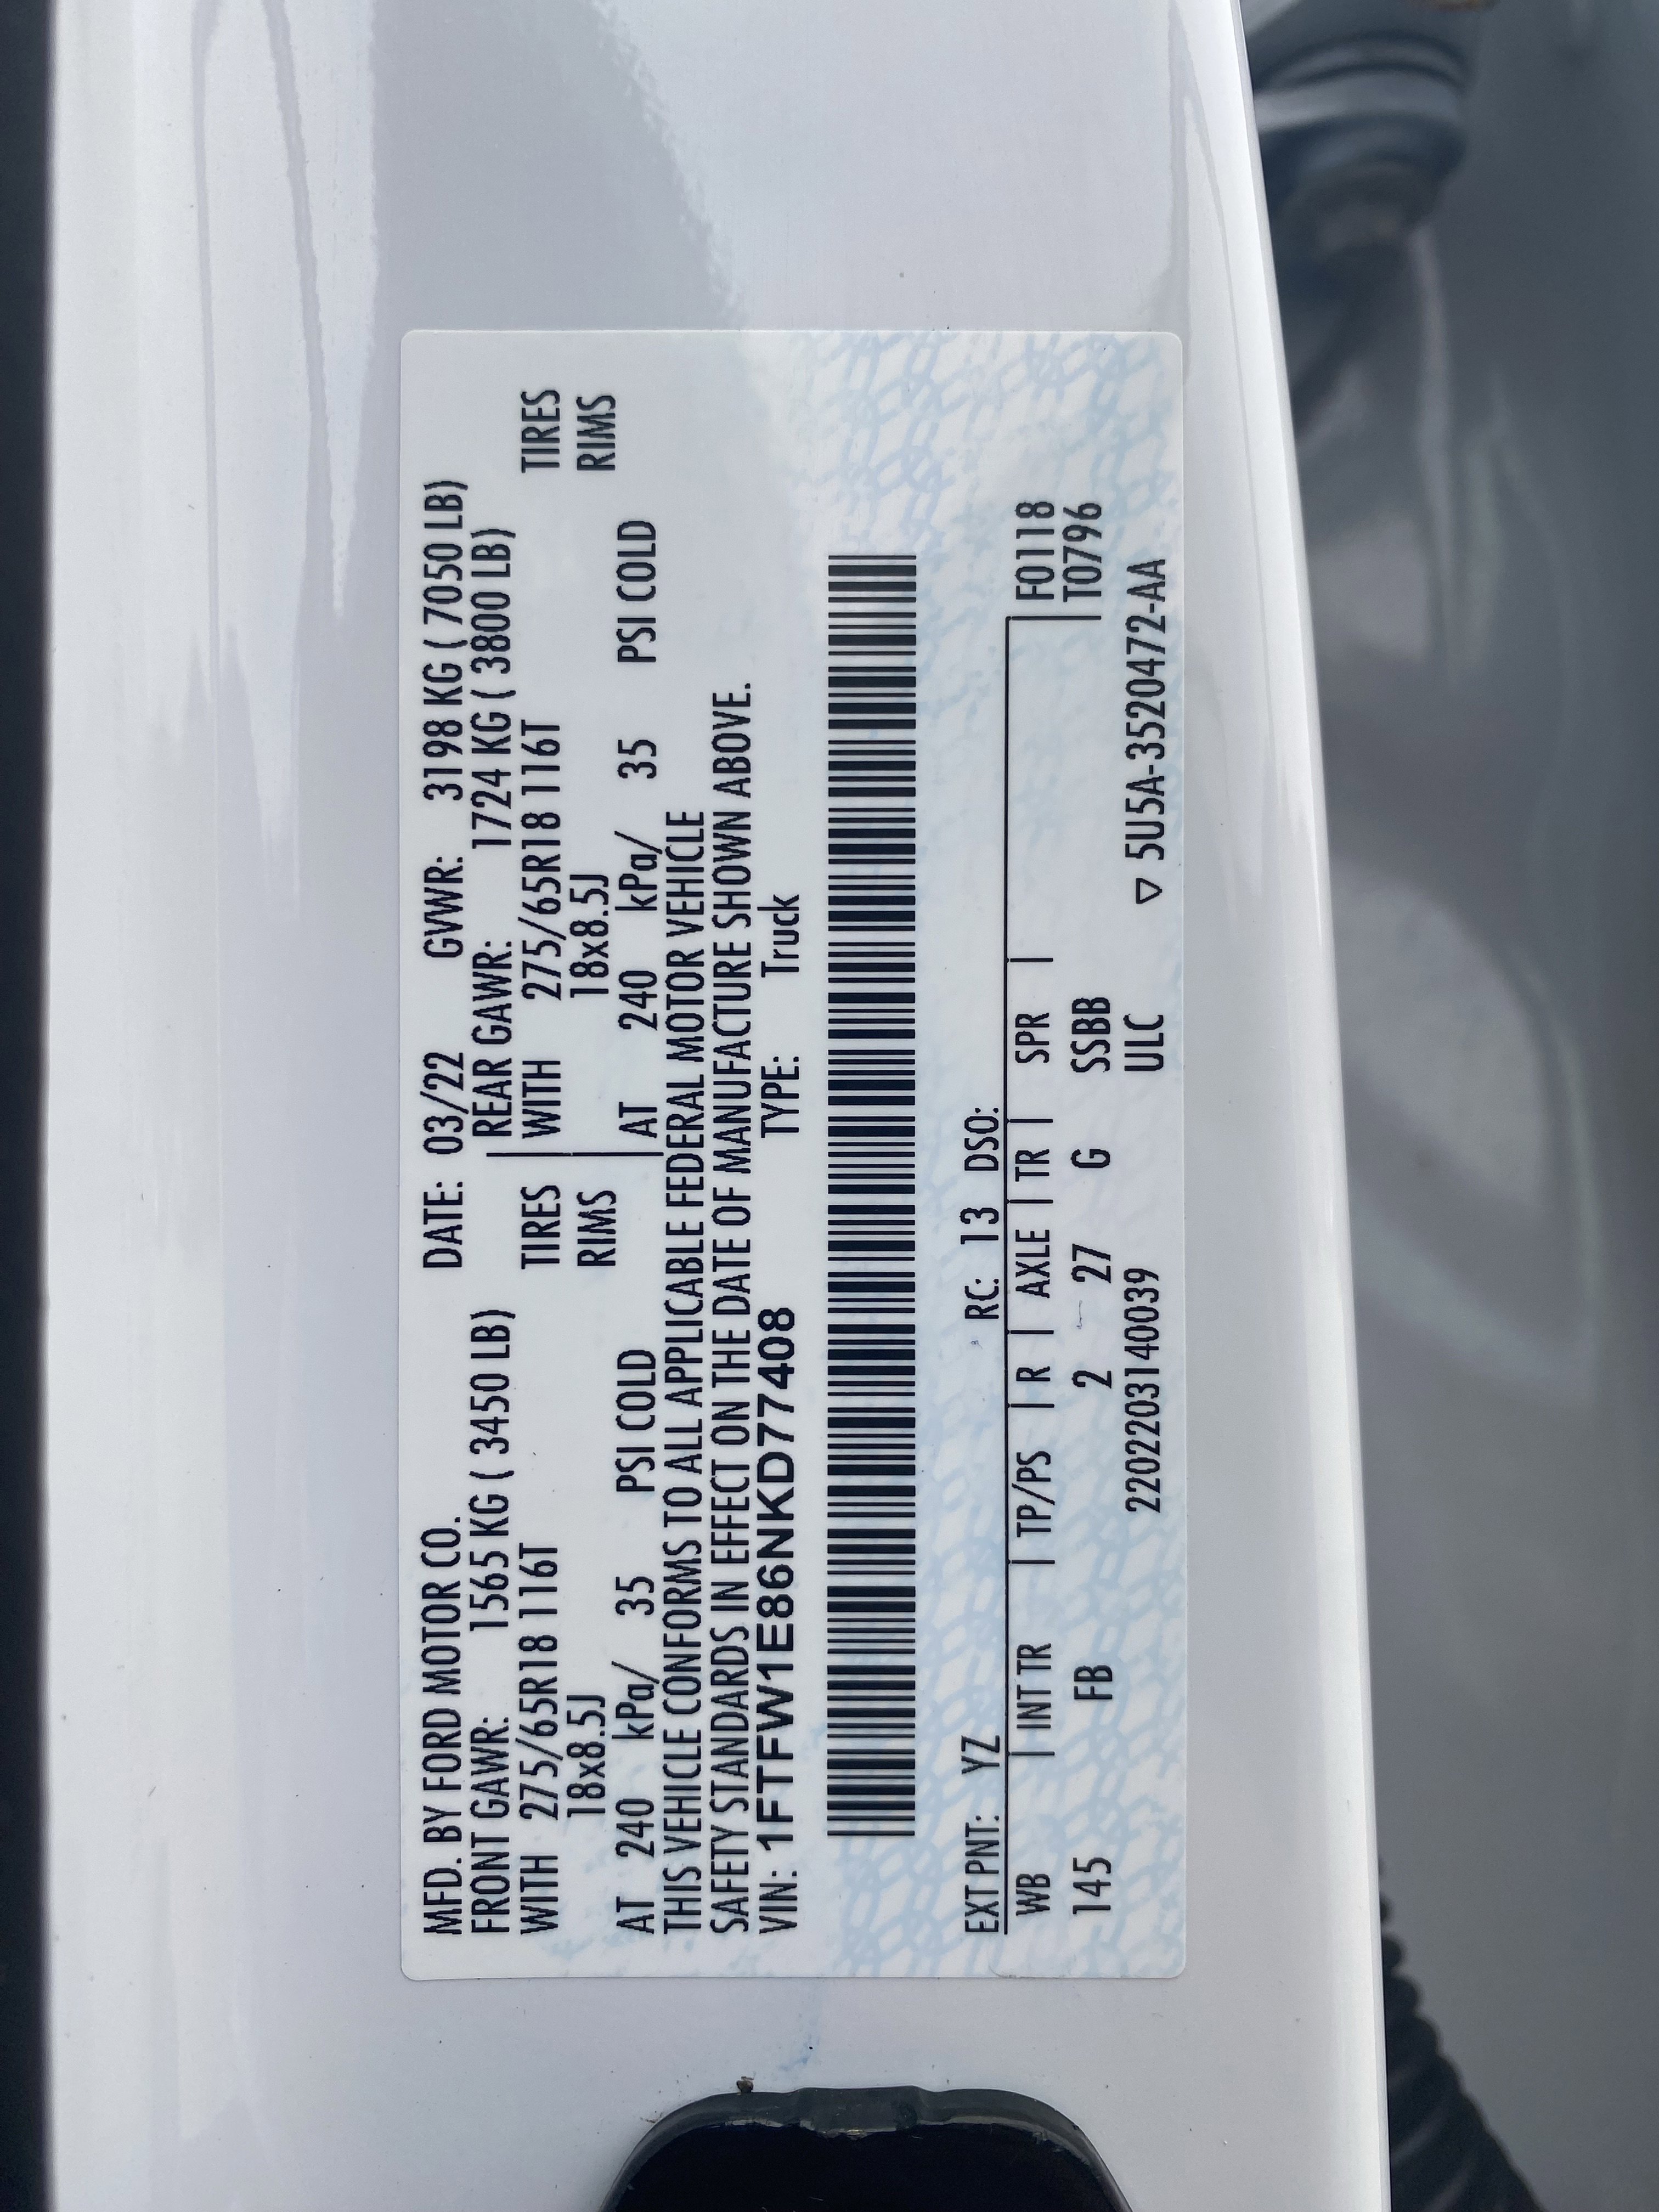 MFD. BY FORD MOTOR CO. DATE: 03/22 GVWR: 3198 KG ( 7050 LB)
FRONT GAWR: 1565 KG ( 3450 LB) REAR GAWR: 1724 KG ( 3800 LB)
WITH 275/65R18 116T TIRES WITH 275/65R18 116T TIRES
18x8.5J RIMS 18x8.5J RIMS
AT 240 kPa/ 35 PSI COLD AT 240 kPa/ 35 PSI COLD
THIS VEHICLE CONFORMS TO ALL APPLICABLE FEDERAL MOTOR VEHICLE
SAFETY STANDARDS IN EFFECT ON THE DATE OF MANUFACTURE SHOWN ABOVE.
VIN: 1FTFW1E86NKD77408 TYPE: Truck
EXT PNT: YZ RC: 13 DSO:
WB | INT TR | TP/PS | R | AXLE | TR | SPR | | F0118
145 FB 2 27 G SSBB T0796
2202203140039 ULC ▽ 5U5A-3520472-AA